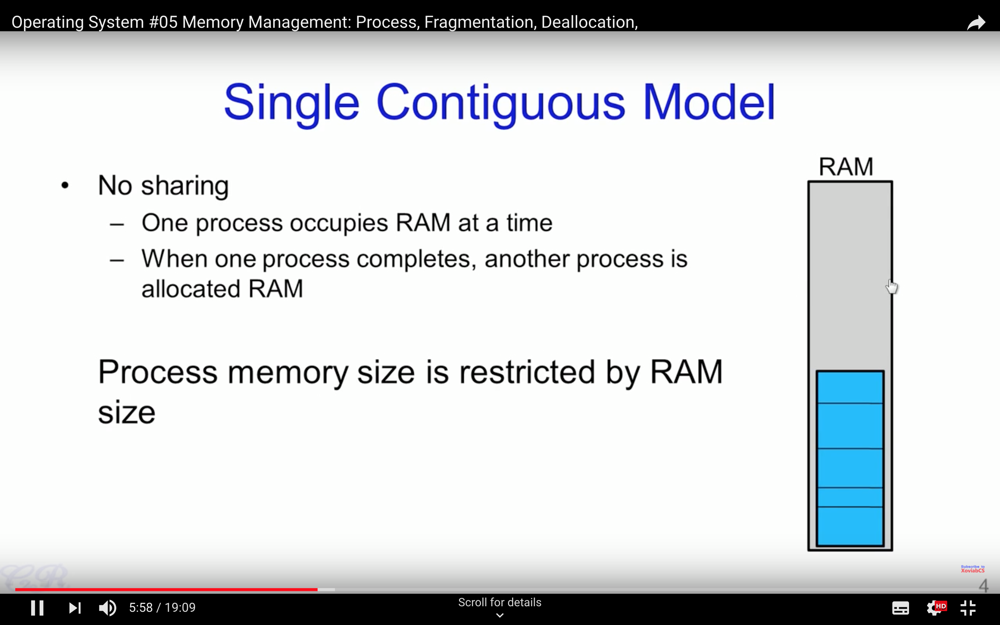 Operating System #05 Memory Management: Process, Fragmentation, Deallocation,
Single Contiguous Model
RAM
• No sharing
– One process occupies RAM at a time
– When one process completes, another process is
allocated RAM
Process memory size is restricted by RAM
size
Subscribe to
XoviabCS
4
5:58 / 19:09
Scroll for details
HD